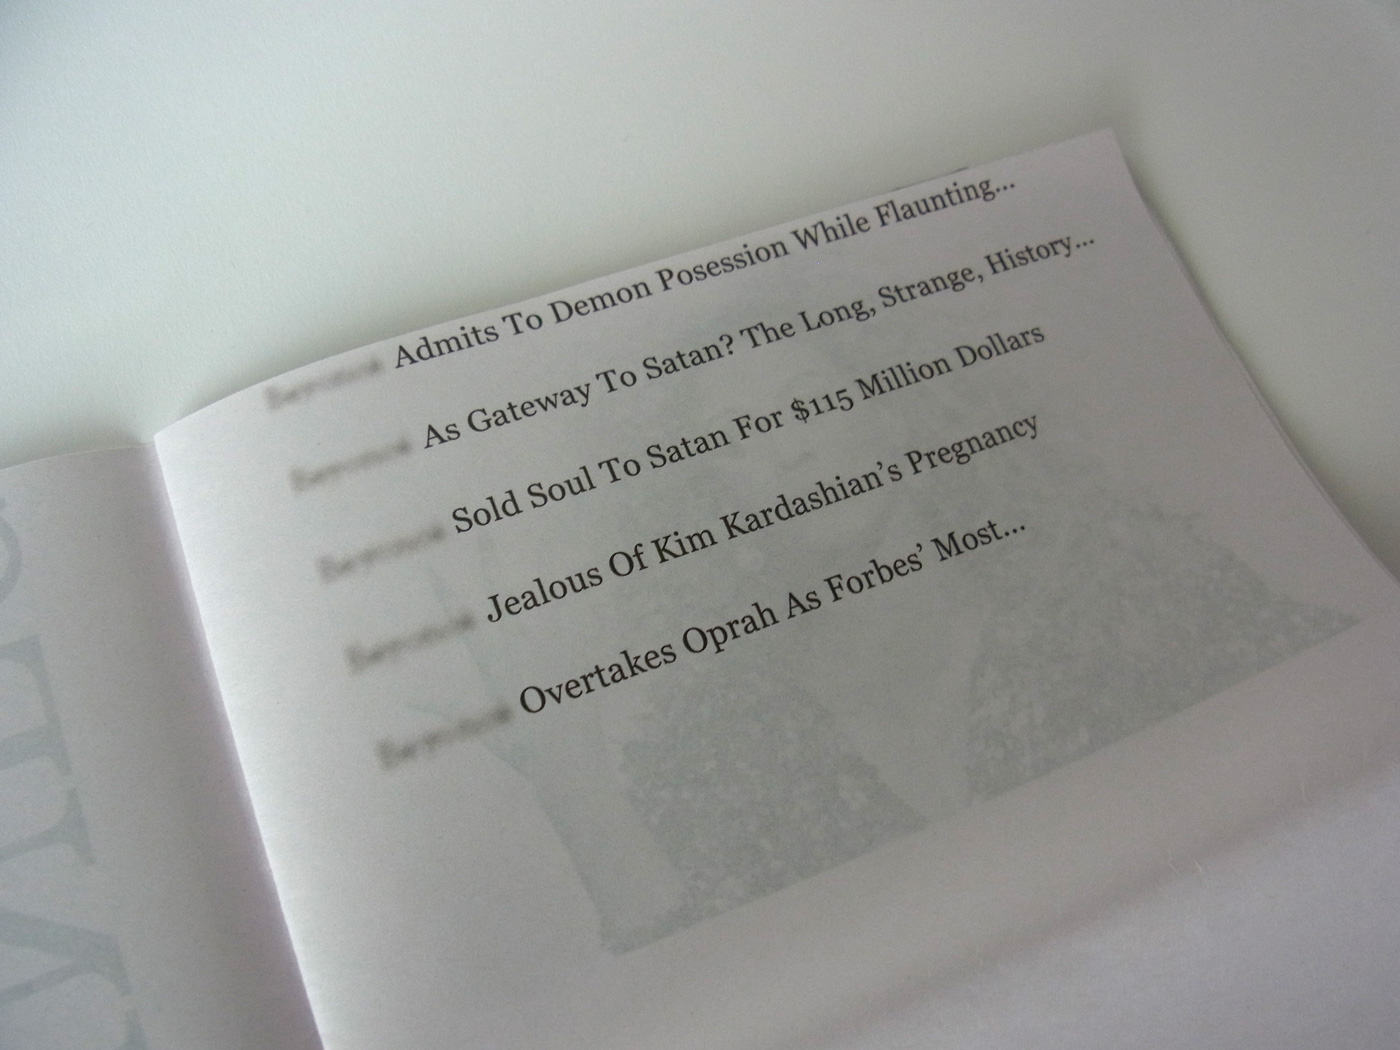 Admits To Demon Posession While Flaunting...
As Gateway To Satan? The Long, Strange, History...
Sold Soul To Satan For $115 Million Dollars
Jealous Of Kim Kardashian’s Pregnancy
Overtakes Oprah As Forbes’ Most...